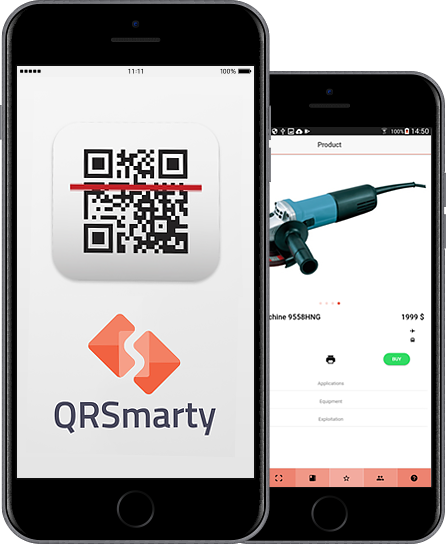 11:11
100%
QRSmarty
100% 14:50
Product
chine 9558HNG 1999 $
BUY
Applications
Equipment
Exploitation